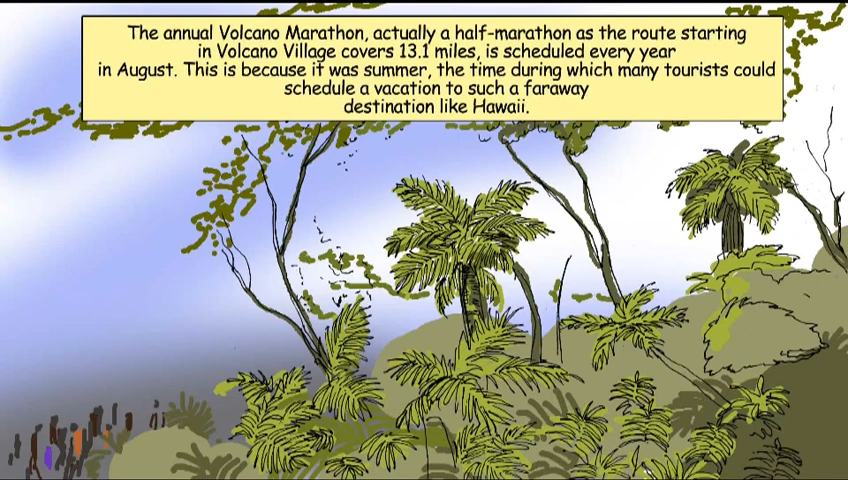 The annual Volcano Marathon, actually a half-marathon as the route starting
in Volcano Village covers 13.1 miles, is scheduled every year
in August. This is because it was summer, the time during which many tourists could
schedule a vacation to such a faraway
destination like Hawaii.